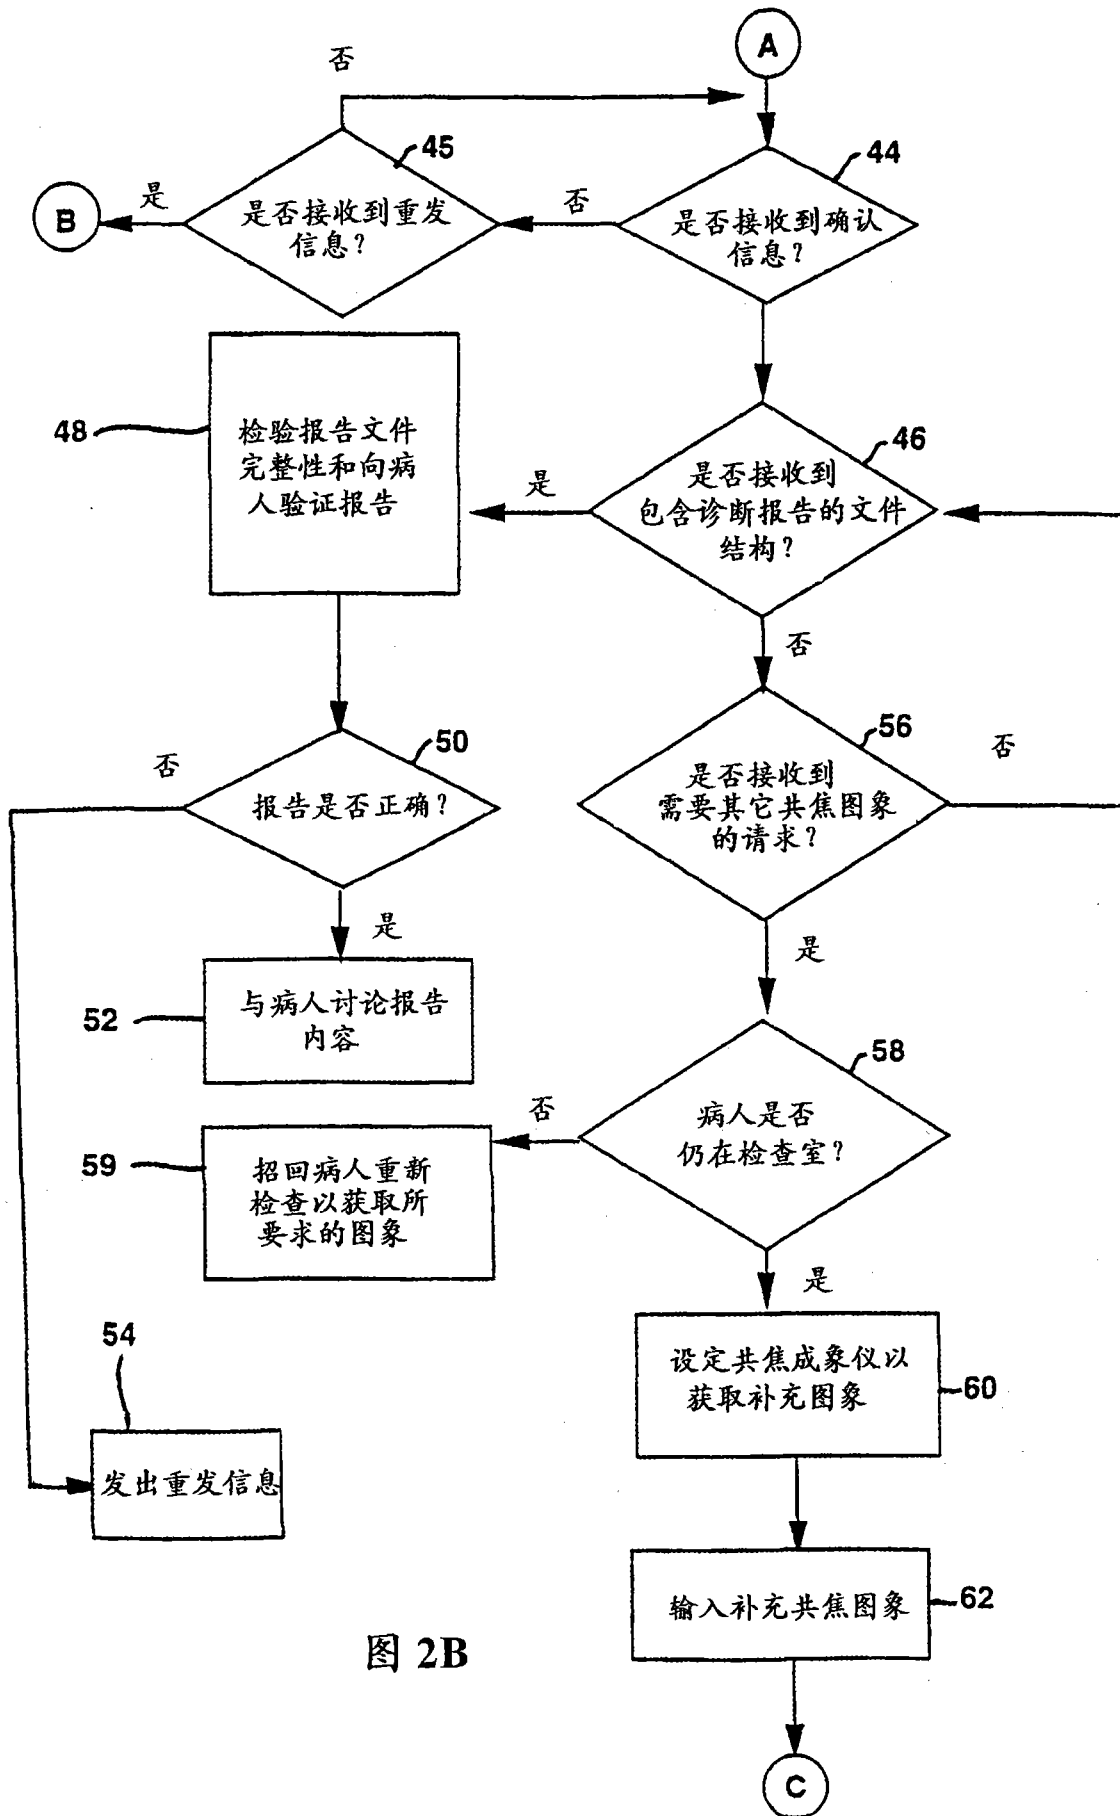 A
否
45
44
是
B
是否接收到重发
信息？
否
是否接收到确认
信息？
48
检验报告文件
完整性和向病
人验证报告
是
46
是否接收到
包含诊断报告的文件
结构？
否
50
否
报告是否正确？
56
否
是否接收到
需要其它共焦图象
的请求？
是
是
52
与病人讨论报告
内容
58
病人是否
仍在检查室？
否
59
招回病人重新
检查以获取所
要求的图象
是
54
发出重发信息
设定共焦成象仪以
获取补充图象
60
输入补充共焦图象
62
图 2B
C